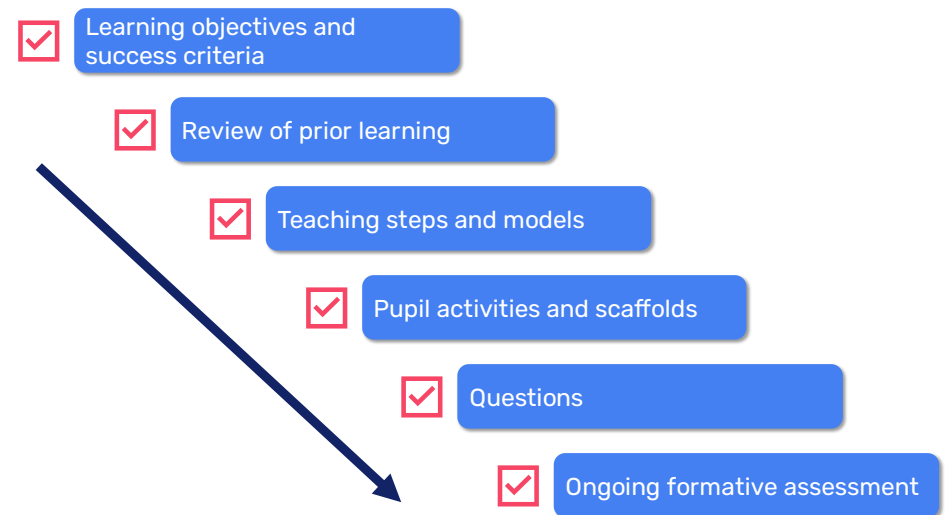 Learning objectives and
success criteria
Review of prior learning
Teaching steps and models
Pupil activities and scaffolds
Questions
Ongoing formative assessment